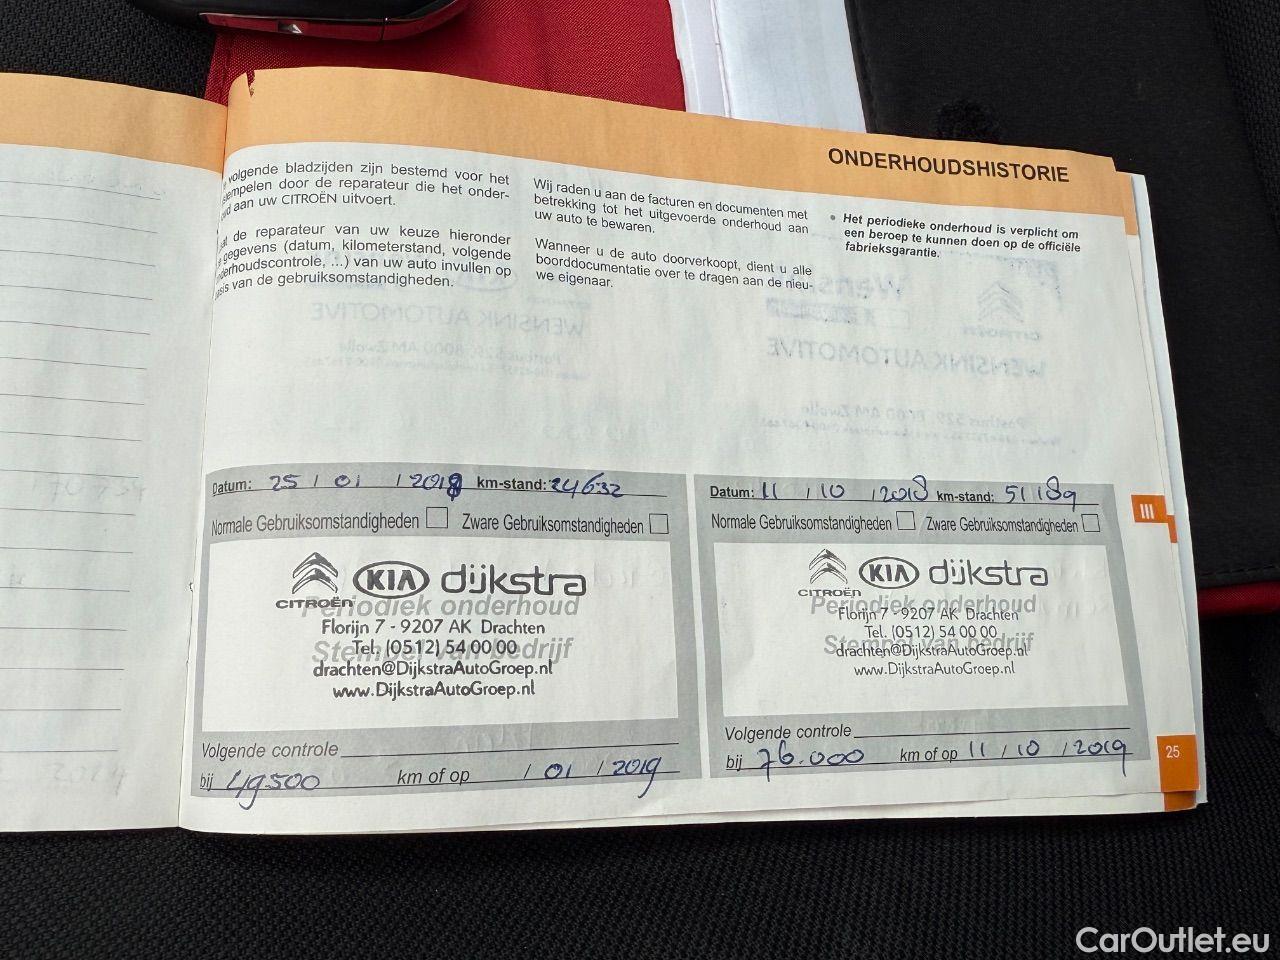 ONDERHOUDSHISTORIE
volgende bladzijden zijn bestemd voor het
stempelen door de reparateur die het onder-
aan uw CITROËN uitvoert.
de reparateur van uw keuze hieronder
gegevens (datum, kilometerstand, volgende
onderhoudscontrole, ...) van uw auto invullen op
basis van de gebruiksomstandigheden.
Wij raden u aan de facturen en documenten met
betrekking tot het uitgevoerde onderhoud aan
uw auto te bewaren.
Wanneer u de auto doorverkoopt, dient u alle
boorddocumentatie over te dragen aan de nieu-
we eigenaar.
• Het periodieke onderhoud is verplicht om
een beroep te kunnen doen op de officiële
fabrieksgarantie.
Datum: 25 / 01 / 2018 km-stand: 24632
Normale Gebruiksomstandigheden Zware Gebruiksomstandigheden
CITROËN KIA dijkstra
Periodiek onderhoud
Florijn 7 - 9207 AK Drachten
Stempel van bedrijf
Tel. (0512) 54 00 00
drachten@DijkstraAutoGroep.nl
www.DijkstraAutoGroep.nl
Volgende controle
bij 49.500 km of op / 01 / 2019
Datum: 11 / 10 / 2018 km-stand: 51189
Normale Gebruiksomstandigheden Zware Gebruiksomstandigheden
CITROËN KIA dijkstra
Periodiek onderhoud
Florijn 7 - 9207 AK Drachten
Tel. (0512) 54 00 00
Stempel van bedrijf
drachten@DijkstraAutoGroep.nl
www.DijkstraAutoGroep.nl
Volgende controle
bij 76.000 km of op 11 / 10 / 2019
III
25
CarOutlet.eu